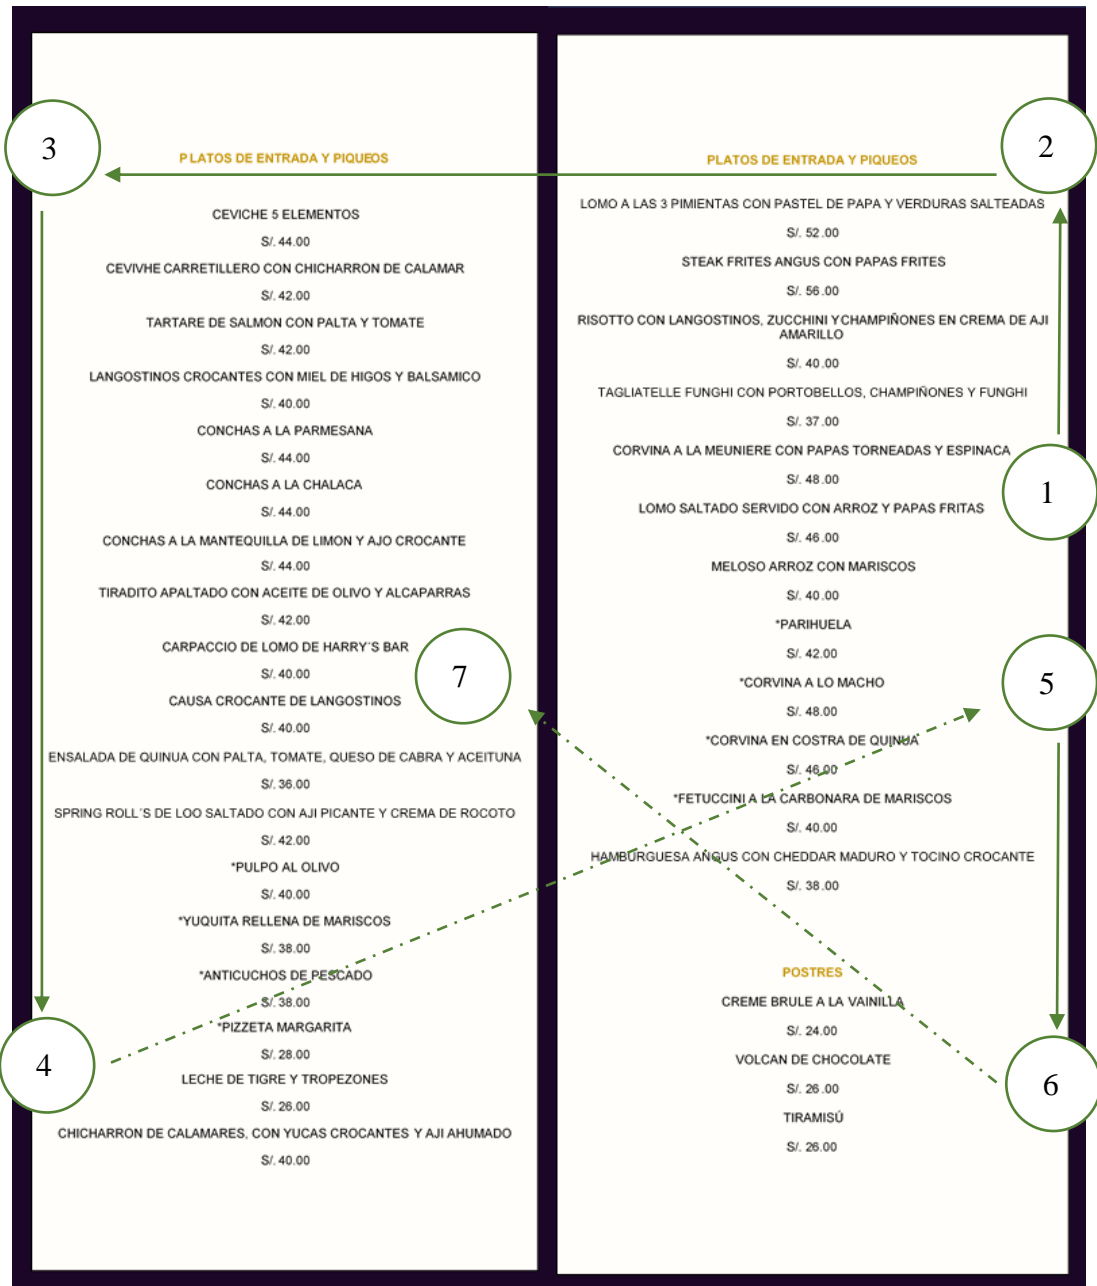 3
PLATOS DE ENTRADA Y PIQUEOS
CEVICHE 5 ELEMENTOS
S/. 44.00
CEVIVHE CARRETILLERO CON CHICHARRON DE CALAMAR
S/. 42.00
TARTARE DE SALMON CON PALTA Y TOMATE
S/. 42.00
LANGOSTINOS CROCANTES CON MIEL DE HIGOS Y BALSAMICO
S/. 40.00
CONCHAS A LA PARMESANA
S/. 44.00
CONCHAS A LA CHALACA
S/. 44.00
CONCHAS A LA MANTEQUILLA DE LIMON Y AJO CROCANTE
S/. 44.00
TIRADITO APALTADO CON ACEITE DE OLIVO Y ALCAPARRAS
S/. 42.00
CARPACCIO DE LOMO DE HARRY´S BAR
S/. 40.00
7
CAUSA CROCANTE DE LANGOSTINOS
S/. 40.00
ENSALADA DE QUINUA CON PALTA, TOMATE, QUESO DE CABRA Y ACEITUNA
S/. 36.00
SPRING ROLL´S DE LOO SALTADO CON AJI PICANTE Y CREMA DE ROCOTO
S/. 42.00
*PULPO AL OLIVO
S/. 40.00
*YUQUITA RELLENA DE MARISCOS
S/. 38.00
*ANTICUCHOS DE PESCADO
S/. 38.00
*PIZZETA MARGARITA
S/. 28.00
4
LECHE DE TIGRE Y TROPEZONES
S/. 26.00
CHICHARRON DE CALAMARES, CON YUCAS CROCANTES Y AJI AHUMADO
S/. 40.00
2
PLATOS DE ENTRADA Y PIQUEOS
LOMO A LAS 3 PIMIENTAS CON PASTEL DE PAPA Y VERDURAS SALTEADAS
S/. 52.00
STEAK FRITES ANGUS CON PAPAS FRITES
S/. 56.00
RISOTTO CON LANGOSTINOS, ZUCCHINI Y CHAMPIÑONES EN CREMA DE AJI
AMARILLO
S/. 40.00
TAGLIATELLE FUNGHI CON PORTOBELLOS, CHAMPIÑONES Y FUNGHI
S/. 37.00
CORVINA A LA MEUNIERE CON PAPAS TORNEADAS Y ESPINACA
S/. 48.00
1
LOMO SALTADO SERVIDO CON ARROZ Y PAPAS FRITAS
S/. 46.00
MELOSO ARROZ CON MARISCOS
S/. 40.00
*PARIHUELA
S/. 42.00
*CORVINA A LO MACHO
5
S/. 48.00
*CORVINA EN COSTRA DE QUINUA
S/. 46.00
*FETUCCINI A LA CARBONARA DE MARISCOS
S/. 40.00
HAMBURGUESA ANGUS CON CHEDDAR MADURO Y TOCINO CROCANTE
S/. 38.00
POSTRES
CREME BRULE A LA VAINILLA
S/. 24.00
VOLCAN DE CHOCOLATE
6
S/. 26.00
TIRAMISÚ
S/. 26.00